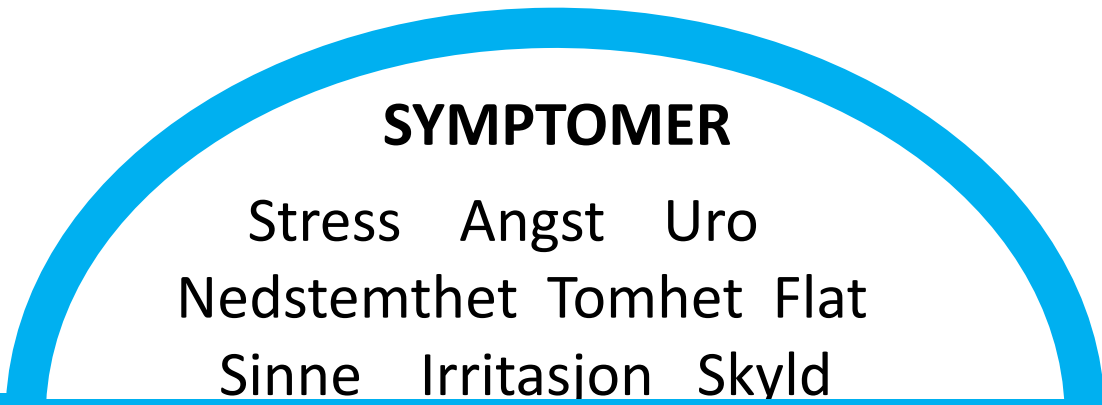 SYMPTOMER
Stress Angst Uro
Nedstemthet Tomhet Flat
Sinne Irritasjon Skyld